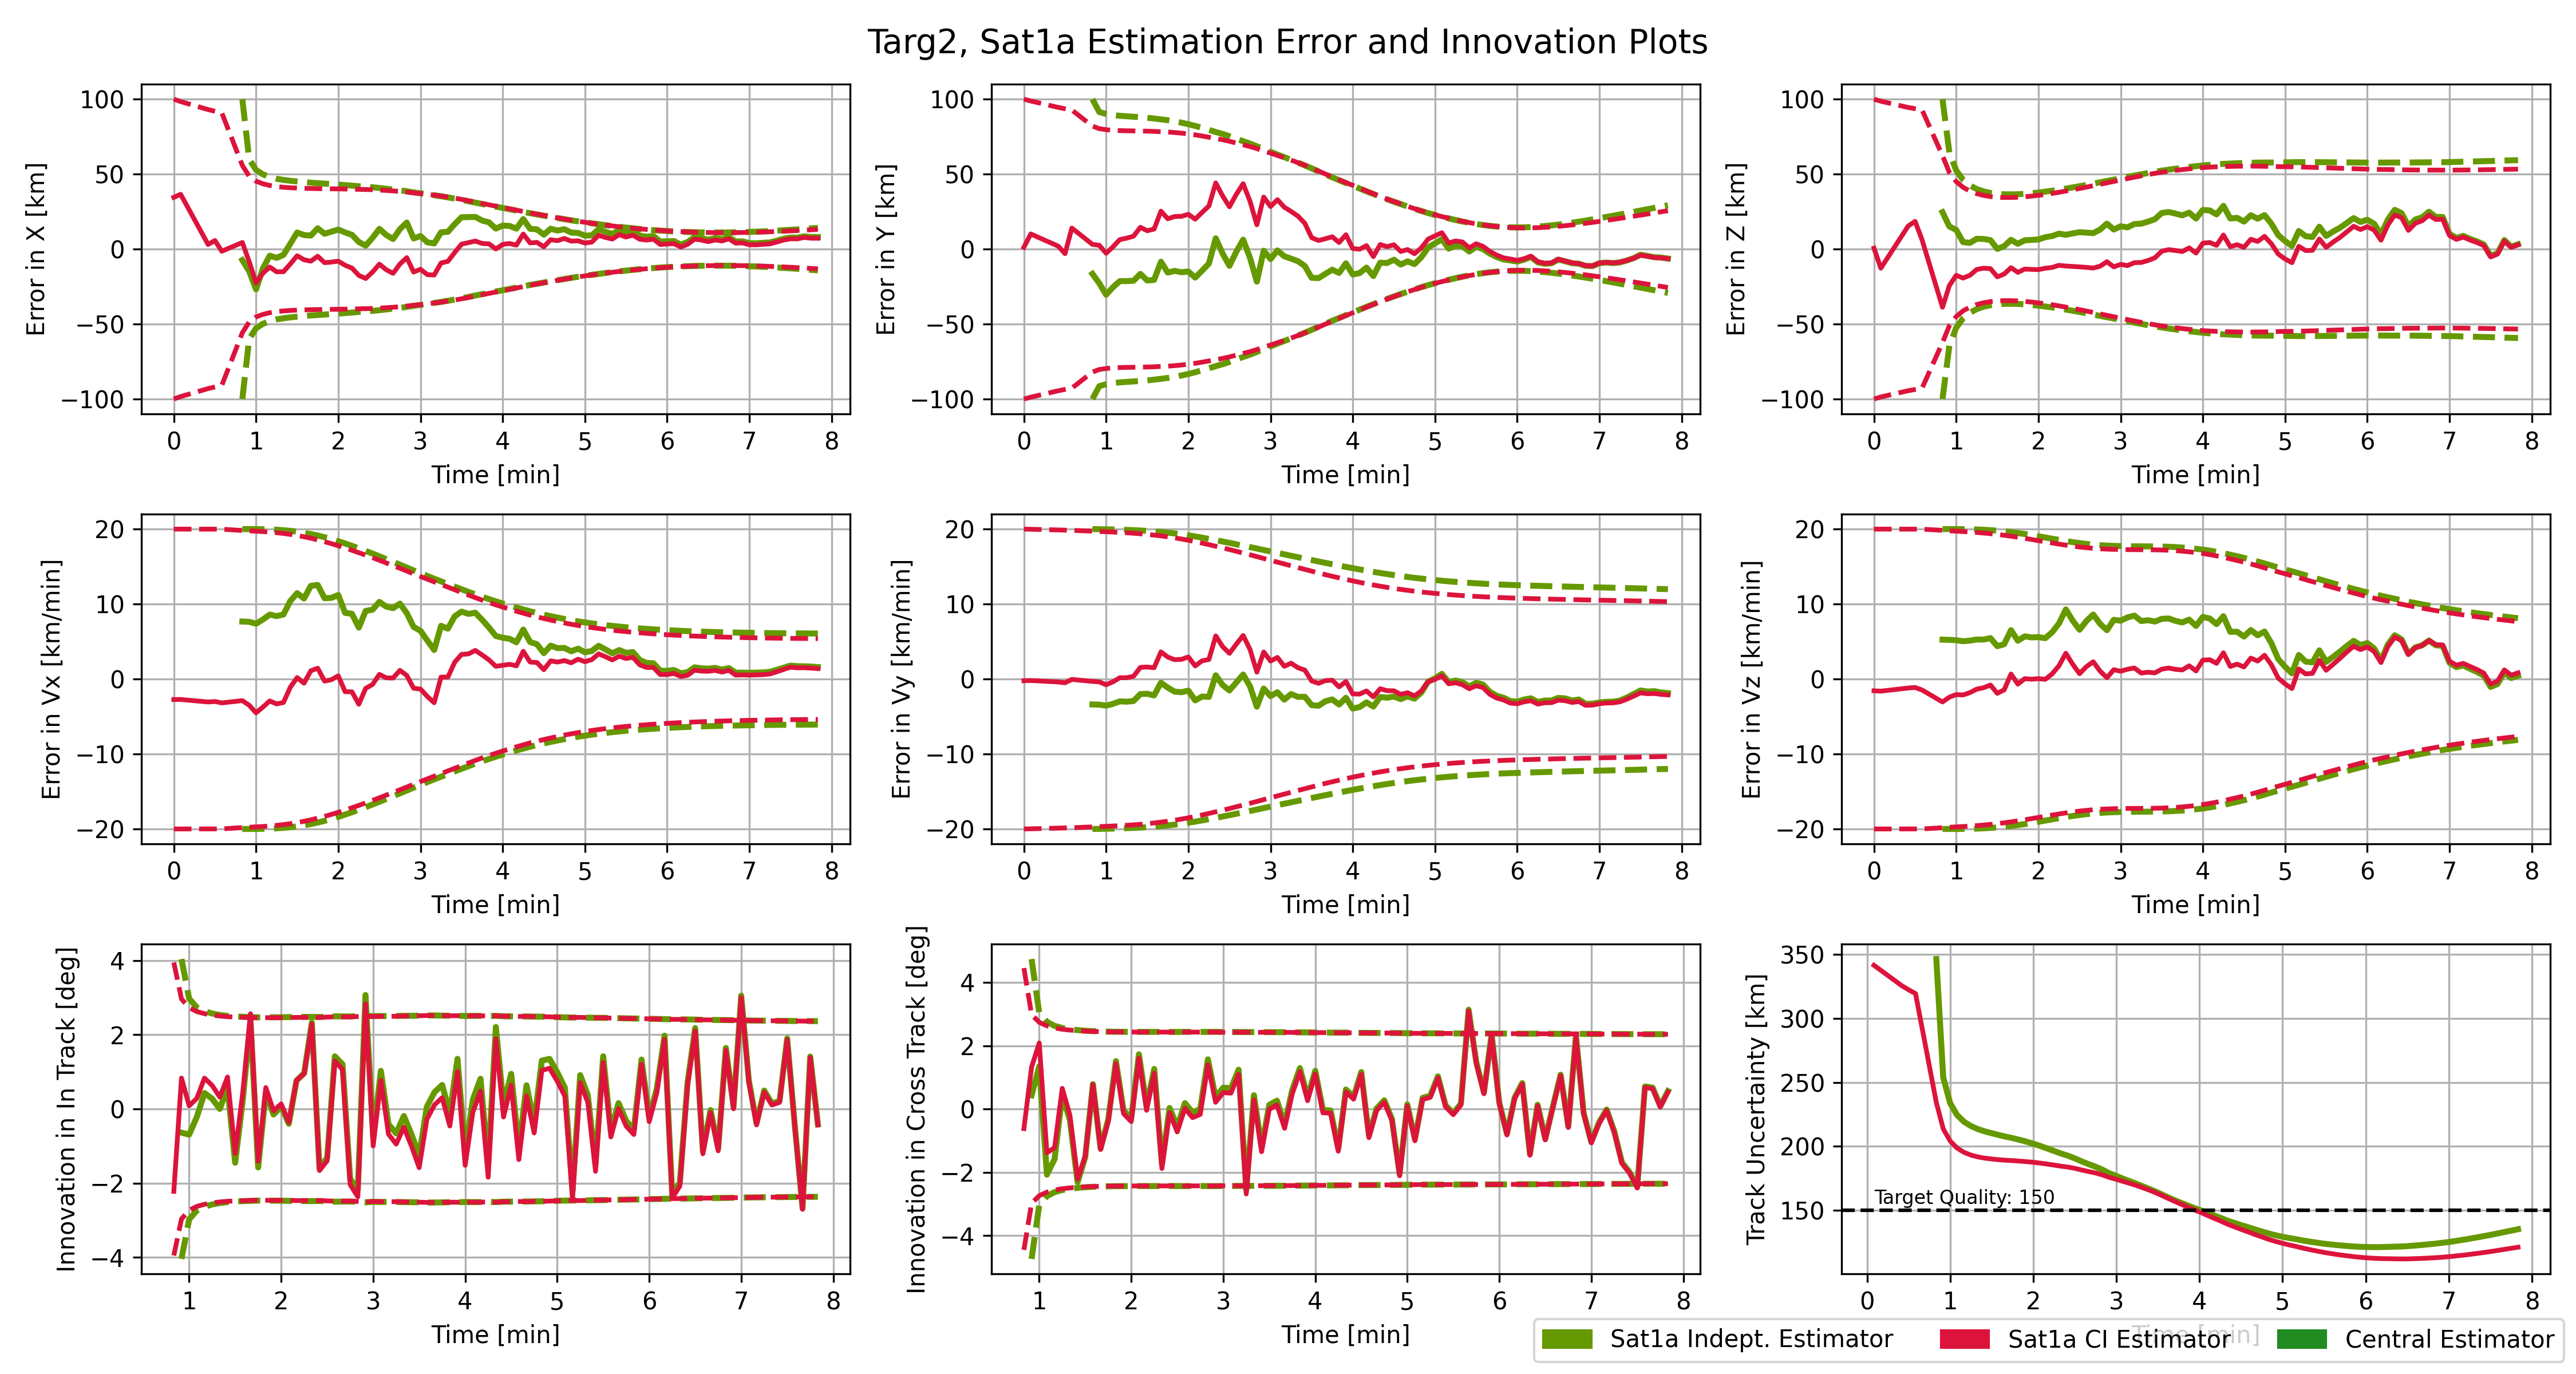 Targ2, Sat1a Estimation Error and Innovation Plots
Error in X [km]
100
50
0
−50
−100
0 1 2 3 4 5 6 7 8
Time [min]
Error in Y [km]
100
50
0
−50
−100
0 1 2 3 4 5 6 7 8
Time [min]
Error in Z [km]
100
50
0
−50
−100
0 1 2 3 4 5 6 7 8
Time [min]
Error in Vx [km/min]
20
10
0
−10
−20
0 1 2 3 4 5 6 7 8
Time [min]
Error in Vy [km/min]
20
10
0
−10
−20
0 1 2 3 4 5 6 7 8
Time [min]
Error in Vz [km/min]
20
10
0
−10
−20
0 1 2 3 4 5 6 7 8
Time [min]
Innovation in In Track [deg]
4
2
0
−2
−4
1 2 3 4 5 6 7 8
Time [min]
Innovation in Cross Track [deg]
4
2
0
−2
−4
1 2 3 4 5 6 7 8
Time [min]
Track Uncertainty [km]
350
300
250
200
150
Target Quality: 150
0 1 2 3 4 5 6 7 8
Time [min]
Sat1a Indept. Estimator
Sat1a CI Estimator
Central Estimator